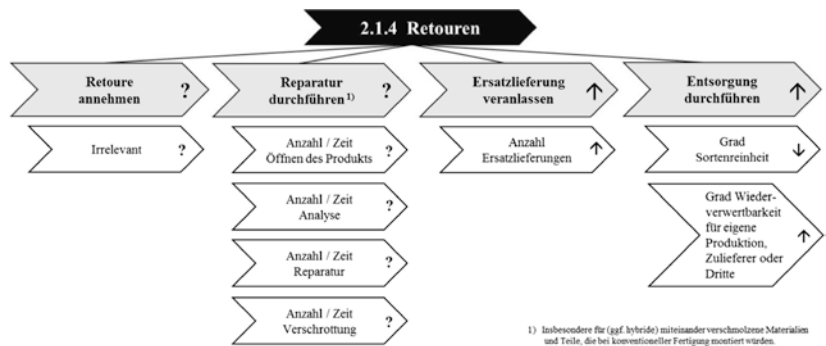 2.1.4 Retouren
Retoure
annehmen
?
Irrelevant
?
Reparatur
durchführen 1)
?
Anzahl / Zeit
Öffnen des Produkts
?
Anzahl / Zeit
Analyse
?
Anzahl / Zeit
Reparatur
?
Anzahl / Zeit
Verschrottung
?
Ersatzlieferung
veranlassen
↑
Anzahl
Ersatzlieferungen
↑
Entsorgung
durchführen
↑
Grad
Sortenreinheit
↓
Grad Wieder-
verwertbarkeit
für eigene
Produktion,
Zulieferer oder
Dritte
↑
1) Insbesondere für (ggf. hybride) miteinander verschmolzene Materialien
und Teile, die bei konventioneller Fertigung montiert würden.